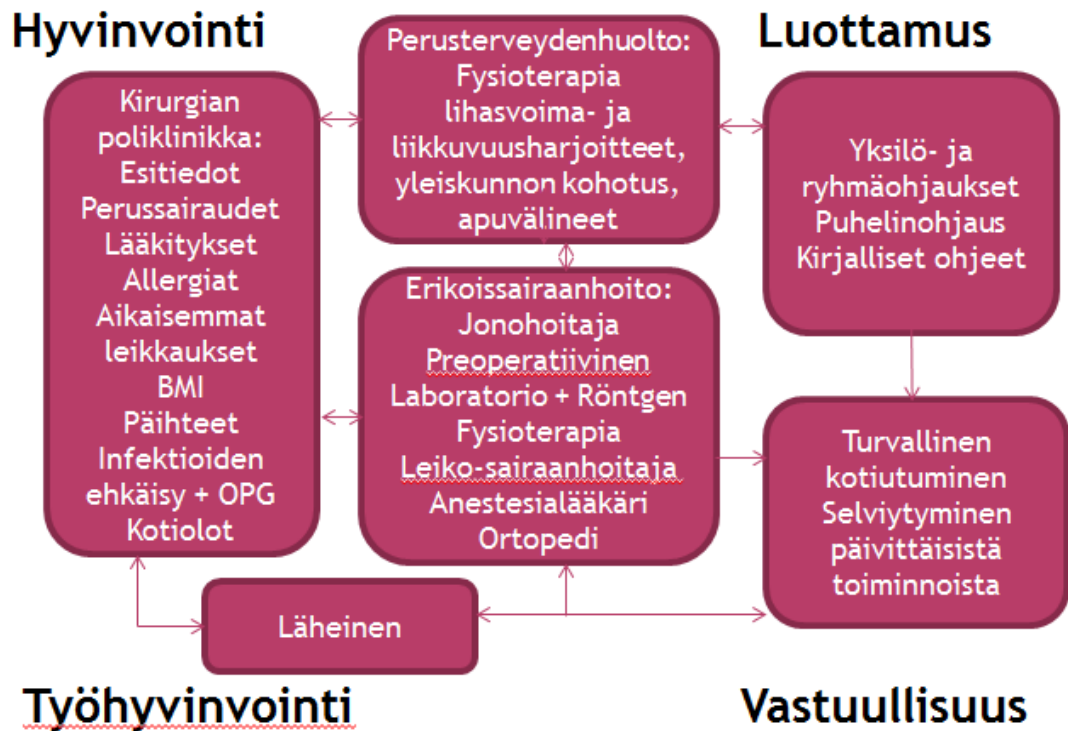 Hyvinvointi
Luottamus
Kirurgian
poliklinikka:
Esitiedot
Perussairaudet
Lääkitykset
Allergiat
Aikaisemmat
leikkaukset
BMI
Päihteet
Infektioiden
ehkäisy + OPG
Kotiolot
Perusterveydenhuolto:
Fysioterapia
lihasvoima- ja
liikkuvuusharjoitteet,
yleiskunnon kohotus,
apuvälineet
Yksilö- ja
ryhmäohjaukset
Puhelinohjaus
Kirjalliset ohjeet
Erikoissairaanhoito:
Jonohoitaja
Preoperatiivinen
Laboratorio + Röntgen
Fysioterapia
Leiko-sairaanhoitaja
Anestesialääkäri
Ortopedi
Turvallinen
kotiutuminen
Selviytyminen
päivittäisistä
toiminnoista
Läheinen
Työhyvinvointi
Vastuullisuus